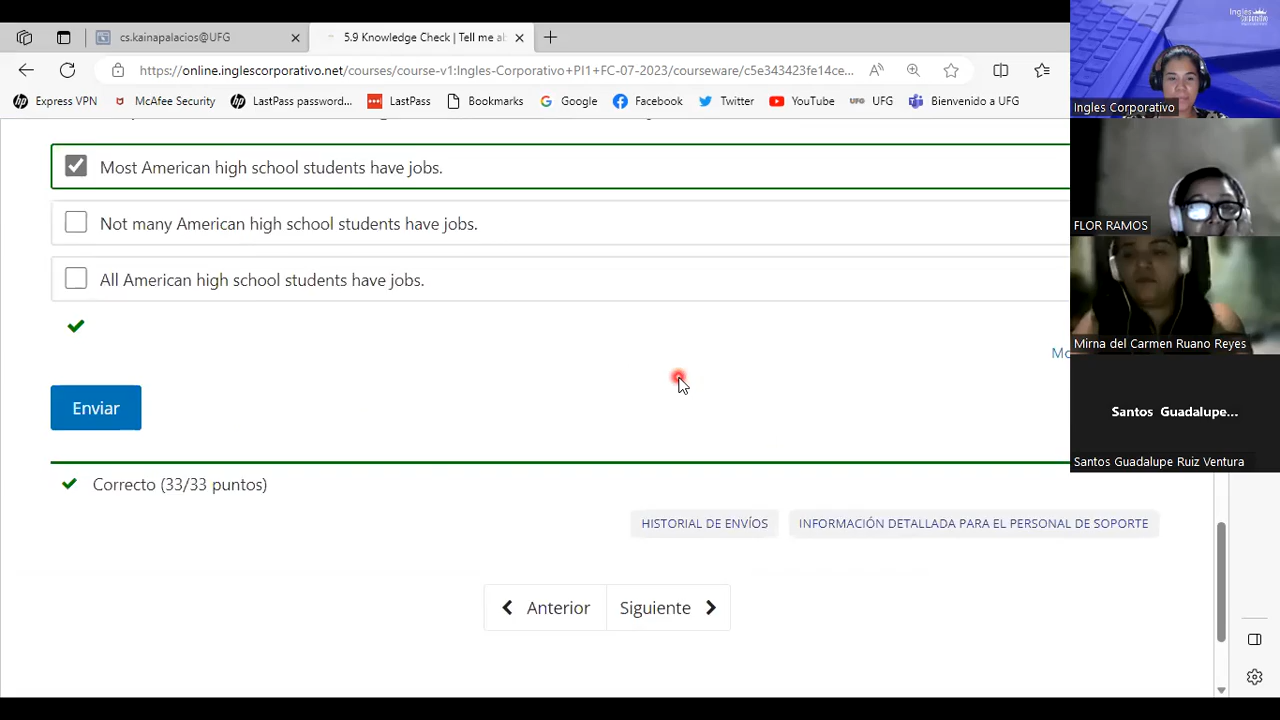 cs.kainapalacios@UFG
5.9 Knowledge Check | Tell me ab
https://online.inglescorporativo.net/courses/course-v1:Ingles-Corporativo+PI1+FC-07-2023/courseware/c5e343423fe14ce...
Express VPN
McAfee Security
LastPass password...
LastPass
Bookmarks
Google
Facebook
Twitter
YouTube
UFG
UFG
Bienvenido a UFG
Most American high school students have jobs.
Not many American high school students have jobs.
All American high school students have jobs.
Enviar
Correcto (33/33 puntos)
HISTORIAL DE ENVÍOS
INFORMACIÓN DETALLADA PARA EL PERSONAL DE SOPORTE
Anterior
Siguiente
Ingles
Corporativo
Ingles Corporativo
FLOR RAMOS
Mirna del Carmen Ruano Reyes
Santos Guadalupe...
Santos Guadalupe Ruiz Ventura